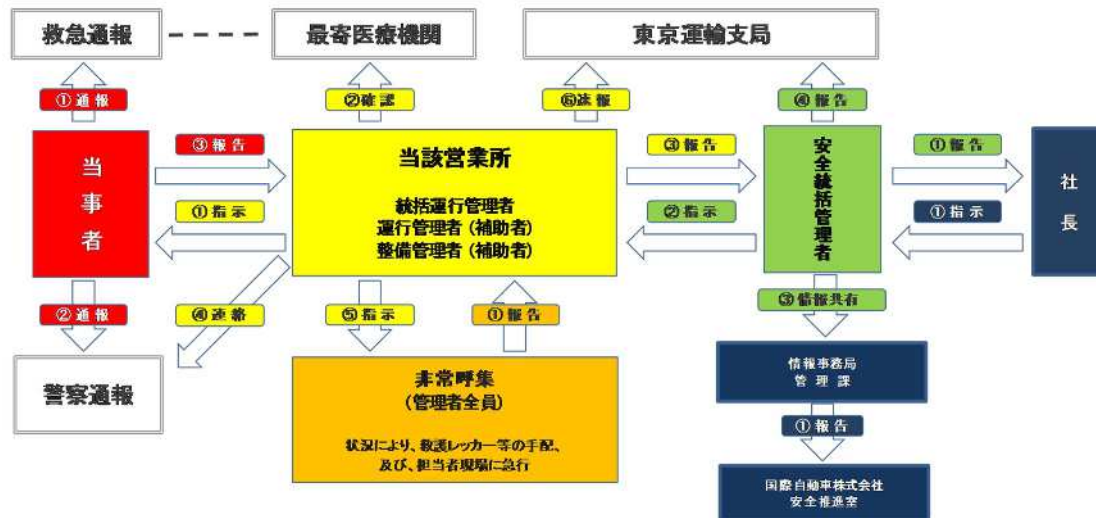 救急通報
最寄医療機関
東京運輸支局
①通報
②確認
⑥速報
④報告
当事者
③報告
①指示
当該営業所
統括運行管理者
運行管理者(補助者)
整備管理者(補助者)
③報告
②指示
安全統括管理者
①報告
①指示
社長
②通報
④連絡
⑤指示
①報告
③情報共有
警察通報
非常呼集
(管理者全員)
状況により、救護レッカー等の手配、
及び、担当者現場に急行
情報事務局
管理課
①報告
国際自動車株式会社
安全推進室